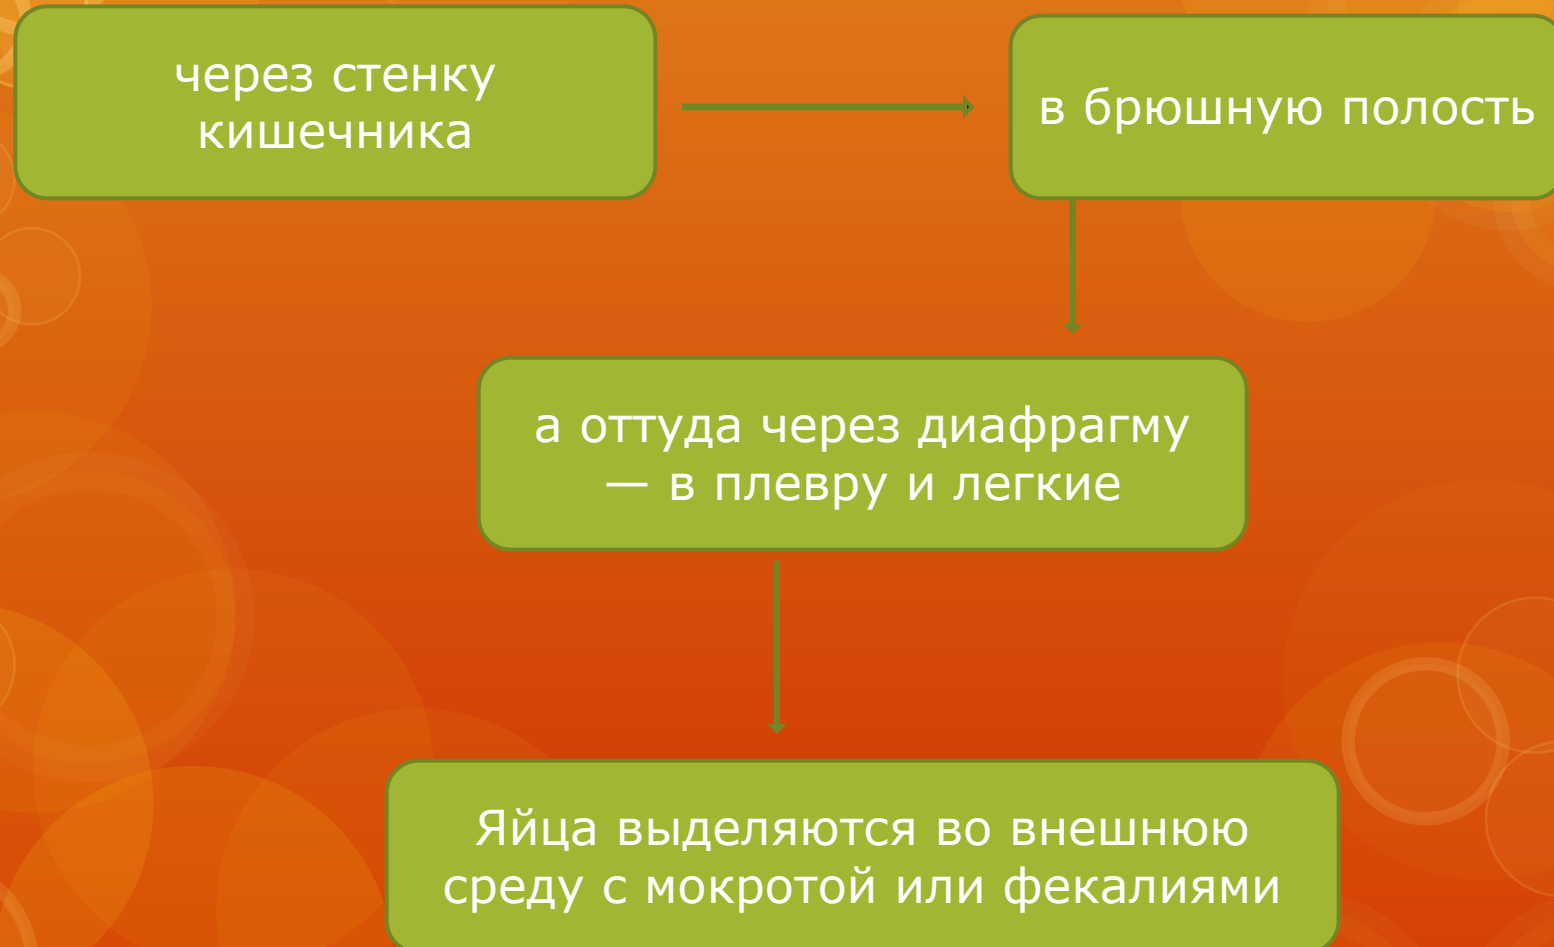 через стенку
кишечника
в брюшную полость
а оттуда через диафрагму
— в плевру и легкие
Яйца выделяются во внешнюю
среду с мокротой или фекалиями